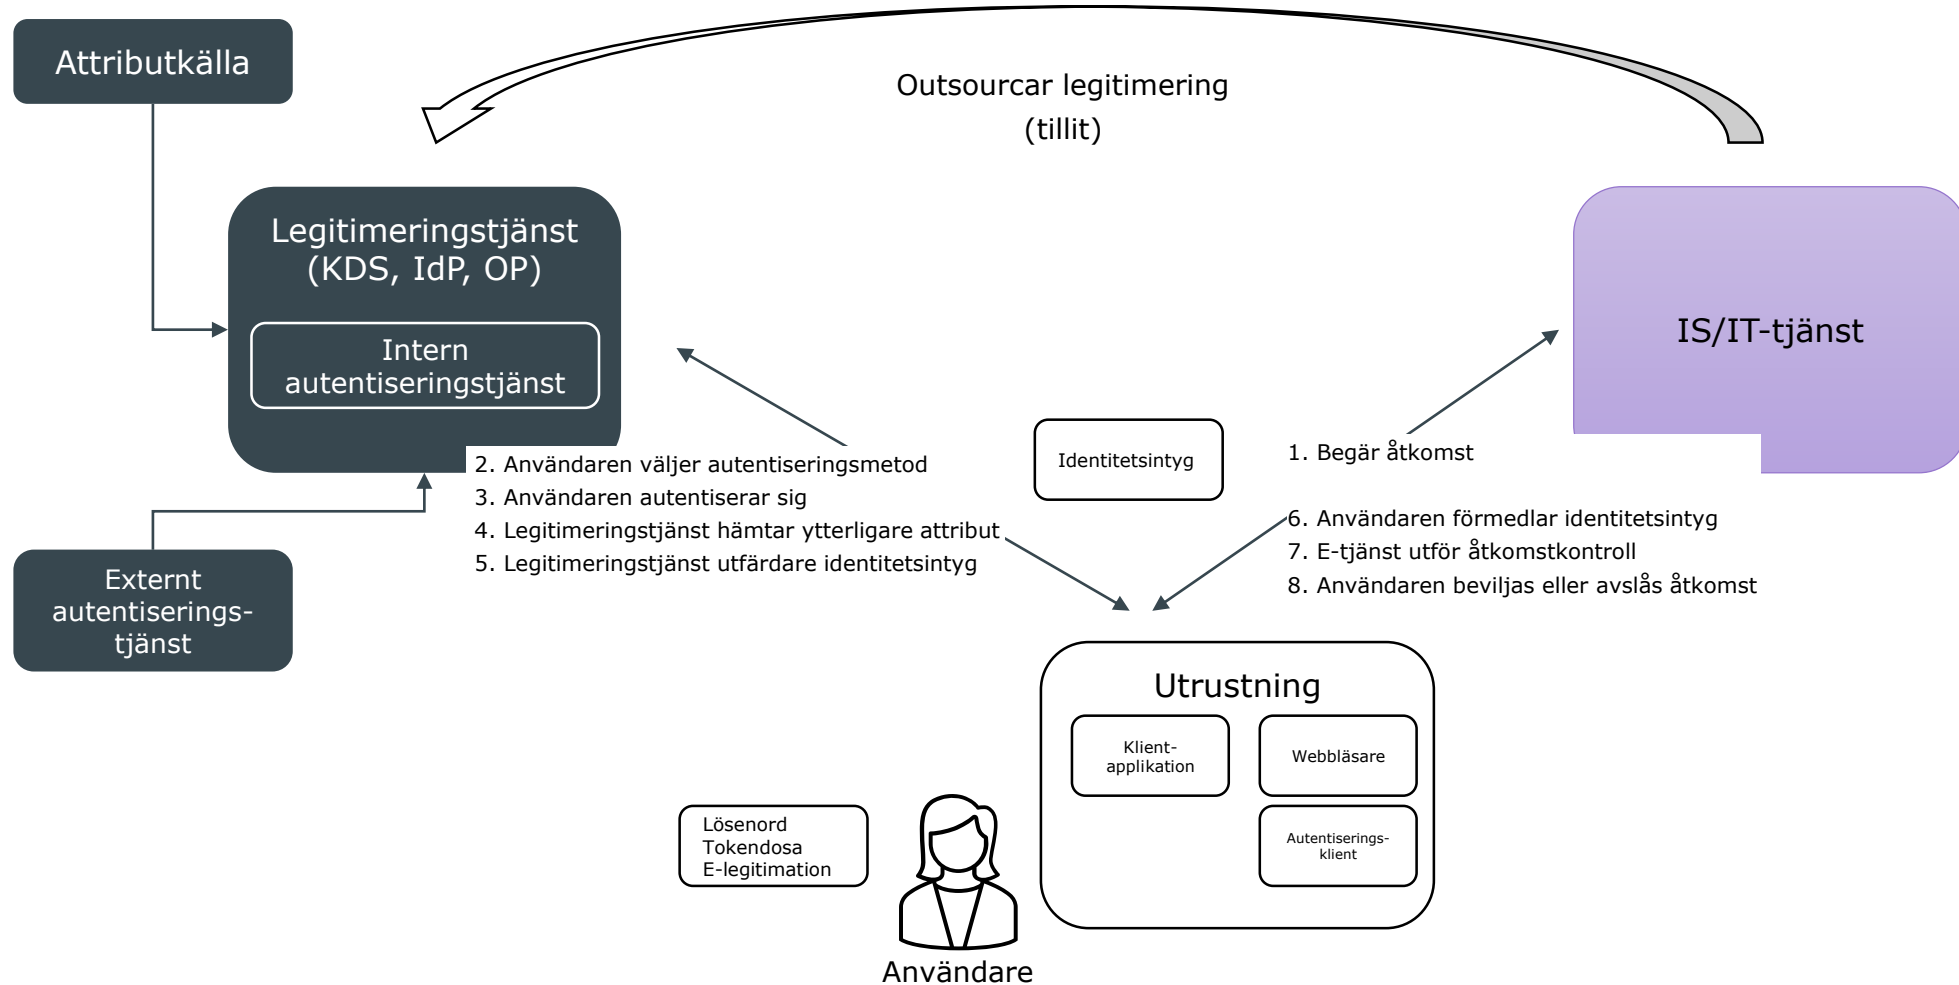 Attributkälla
Outsourcar legitimering
(tillit)
Legitimeringstjänst
(KDS, IdP, OP)
Intern
autentiseringstjänst
IS/IT-tjänst
Identitetsintyg
1. Begär åtkomst
2. Användaren väljer autentiseringsmetod
3. Användaren autentiserar sig
4. Legitimeringstjänst hämtar ytterligare attribut
5. Legitimeringstjänst utfärdare identitetsintyg
6. Användaren förmedlar identitetsintyg
7. E-tjänst utför åtkomstkontroll
8. Användaren beviljas eller avslås åtkomst
Externt
autentiserings-
tjänst
Utrustning
Klient-
applikation
Webbläsare
Autentiserings-
klient
Lösenord
Tokendosa
E-legitimation
Användare